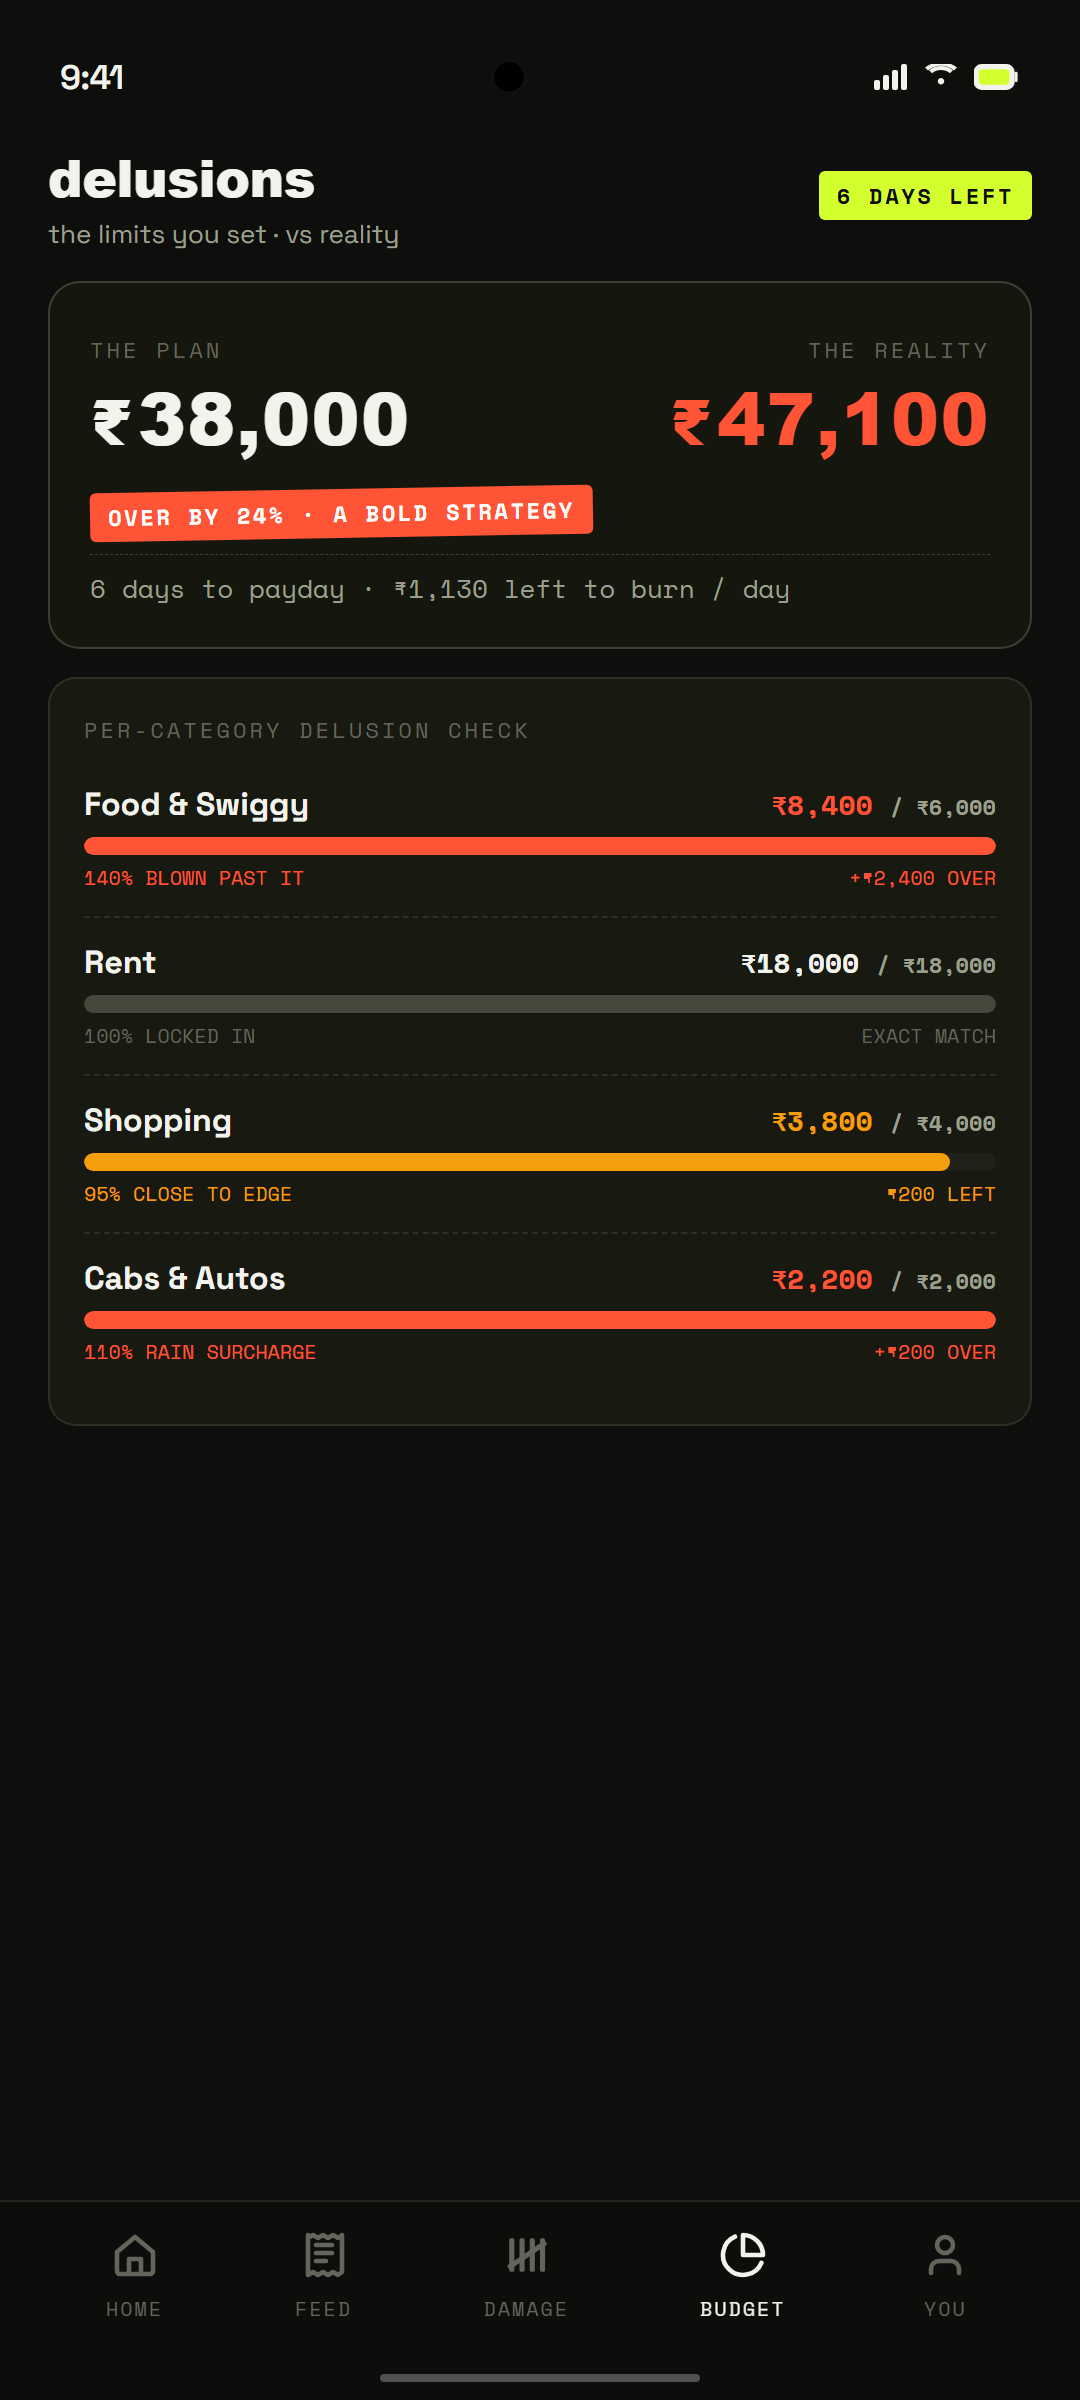 9:41
delusions
the limits you set · vs reality
6 DAYS LEFT
THE PLAN
₹38,000
THE REALITY
₹47,100
OVER BY 24% · A BOLD STRATEGY
6 days to payday · ₹1,130 left to burn / day
PER-CATEGORY DELUSION CHECK
Food & Swiggy
₹8,400 / ₹6,000
140% BLOWN PAST IT
+₹2,400 OVER
Rent
₹18,000 / ₹18,000
100% LOCKED IN
EXACT MATCH
Shopping
₹3,800 / ₹4,000
95% CLOSE TO EDGE
₹200 LEFT
Cabs & Autos
₹2,200 / ₹2,000
110% RAIN SURCHARGE
+₹200 OVER
HOME
FEED
DAMAGE
BUDGET
YOU